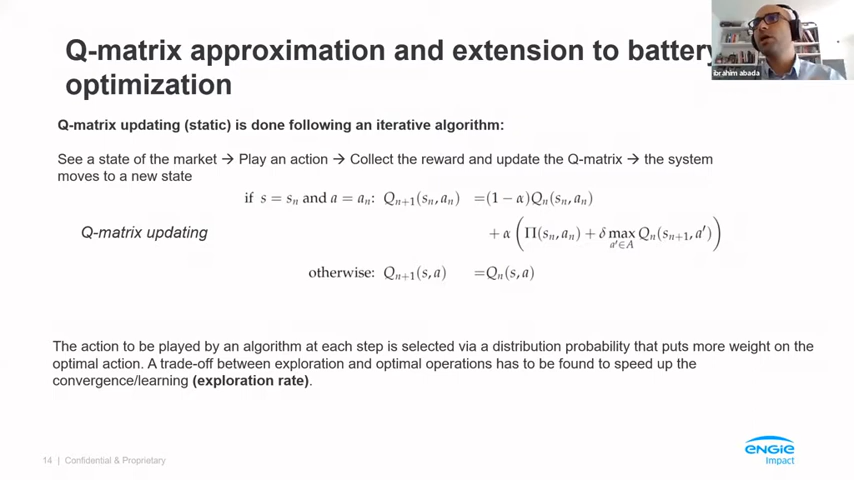 Q-matrix approximation and extension to battery
optimization
ibrahim abada
Q-matrix updating (static) is done following an iterative algorithm:
See a state of the market → Play an action → Collect the reward and update the Q-matrix → the system
moves to a new state
if s = sₙ and a = aₙ: Qₙ₊₁(sₙ, aₙ) =(1 − α)Qₙ(sₙ, aₙ)
Q-matrix updating
+ α (Π(sₙ, aₙ) + δ max a′∈A Qₙ(sₙ₊₁, a′))
otherwise: Qₙ₊₁(s, a) =Qₙ(s, a)
The action to be played by an algorithm at each step is selected via a distribution probability that puts more weight on the
optimal action. A trade-off between exploration and optimal operations has to be found to speed up the
convergence/learning (exploration rate).
14 | Confidential & Proprietary
ENGIE
Impact